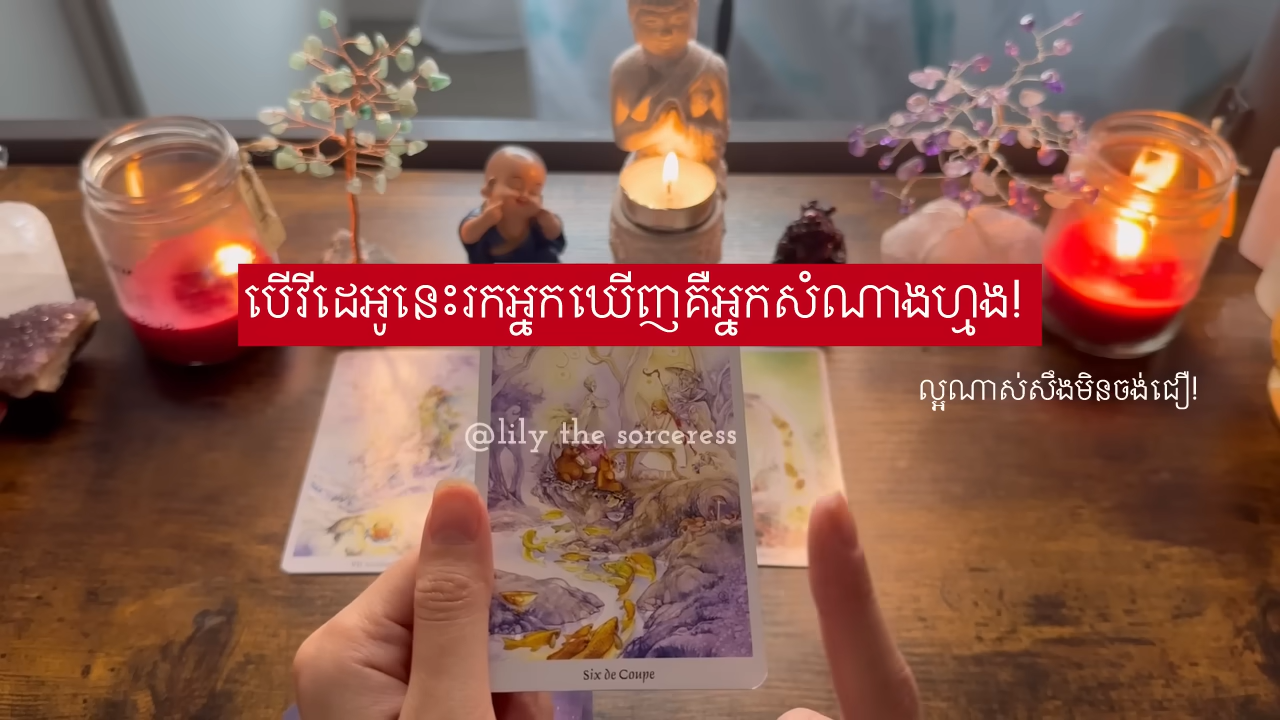 បើវីដេអូនេះរកអ្នកឃើញគឺអ្នកសំណាងហ្មង!
ល្អណាស់សឹងមិនចង់ជឿ!
@lily the sorceress
Six de Coupe